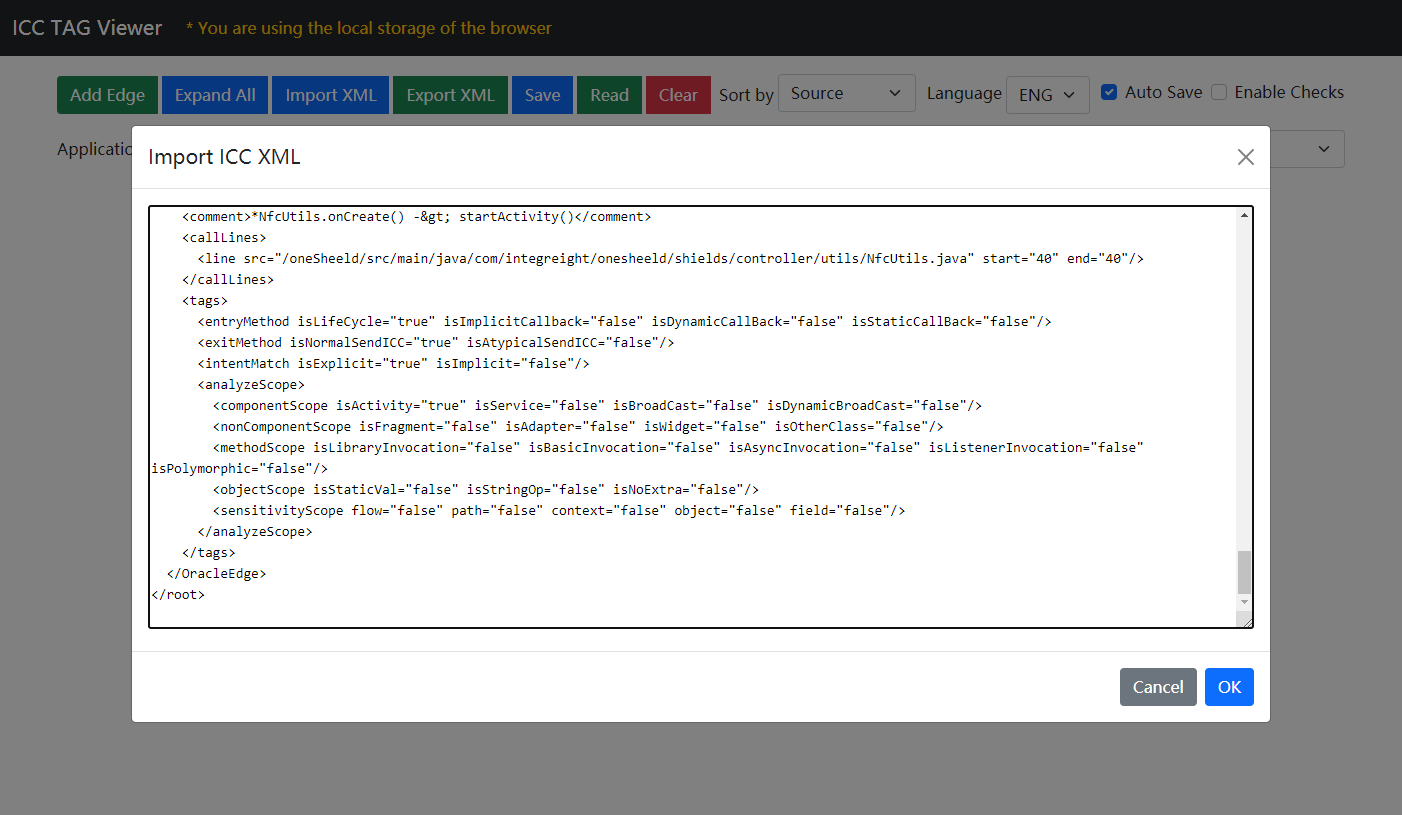 ICC TAG Viewer * You are using the local storage of the browser
Add Edge Expand All Import XML Export XML Save Read Clear Sort by Source Language ENG Auto Save Enable Checks
Import ICC XML
<comment>*NfcUtils.onCreate() -&gt; startActivity()</comment>
<callLines>
<line src="/oneSheeld/src/main/java/com/integreight/onesheeld/shields/controller/utils/NfcUtils.java" start="40" end="40"/>
</callLines>
<tags>
<entryMethod isLifeCycle="true" isImplicitCallback="false" isDynamicCallBack="false" isStaticCallBack="false"/>
<exitMethod isNormalSendICC="true" isAtypicalSendICC="false"/>
<intentMatch isExplicit="true" isImplicit="false"/>
<analyzeScope>
<componentScope isActivity="true" isService="false" isBroadCast="false" isDynamicBroadCast="false"/>
<nonComponentScope isFragment="false" isAdapter="false" isWidget="false" isOtherClass="false"/>
<methodScope isLibraryInvocation="false" isBasicInvocation="false" isAsyncInvocation="false" isListenerInvocation="false"
isPolymorphic="false"/>
<objectScope isStaticVal="false" isStringOp="false" isNoExtra="false"/>
<sensitivityScope flow="false" path="false" context="false" object="false" field="false"/>
</analyzeScope>
</tags>
</OracleEdge>
</root>
Cancel OK